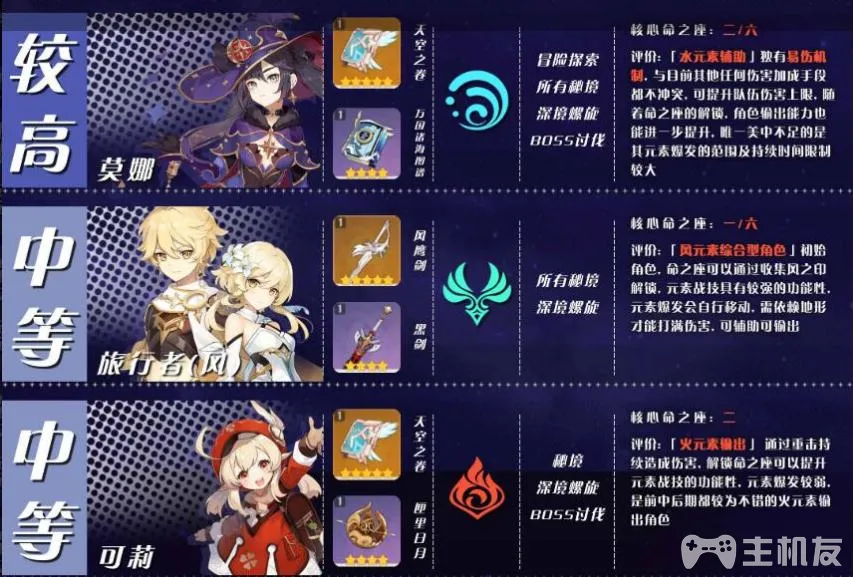 较高
莫娜
1
天空之卷
1
万国诸海图谱
冒险探索
所有秘境
深境螺旋
BOSS讨伐
核心命之座：二/六
评价：「水元素辅助」独有易伤机
制，与目前其他任何伤害加成手段
都不冲突，可提升队伍伤害上限，随
着命之座的解锁，角色输出能力也
能进一步提升，唯一美中不足的是
其元素爆发的范围及持续时间限制
较大
中等
旅行者(风)
1
风鹰剑
1
黑剑
所有秘境
深境螺旋
核心命之座：一/六
评价：「风元素综合型角色」初始
角色，命之座可以通过收集风之印
解锁，元素战技具有较强的功能性，
元素爆发会自行移动，需依赖地形
才能打满伤害，可辅助可输出
中等
可莉
1
天空之卷
1
匣里日月
秘境
深境螺旋
BOSS讨伐
核心命之座：二
评价：「火元素输出」通过重击持
续造成伤害，解锁命之座可以提升
元素战技的功能性，元素爆发较弱，
是前中后期都较为不错的火元素输
出角色
主机友